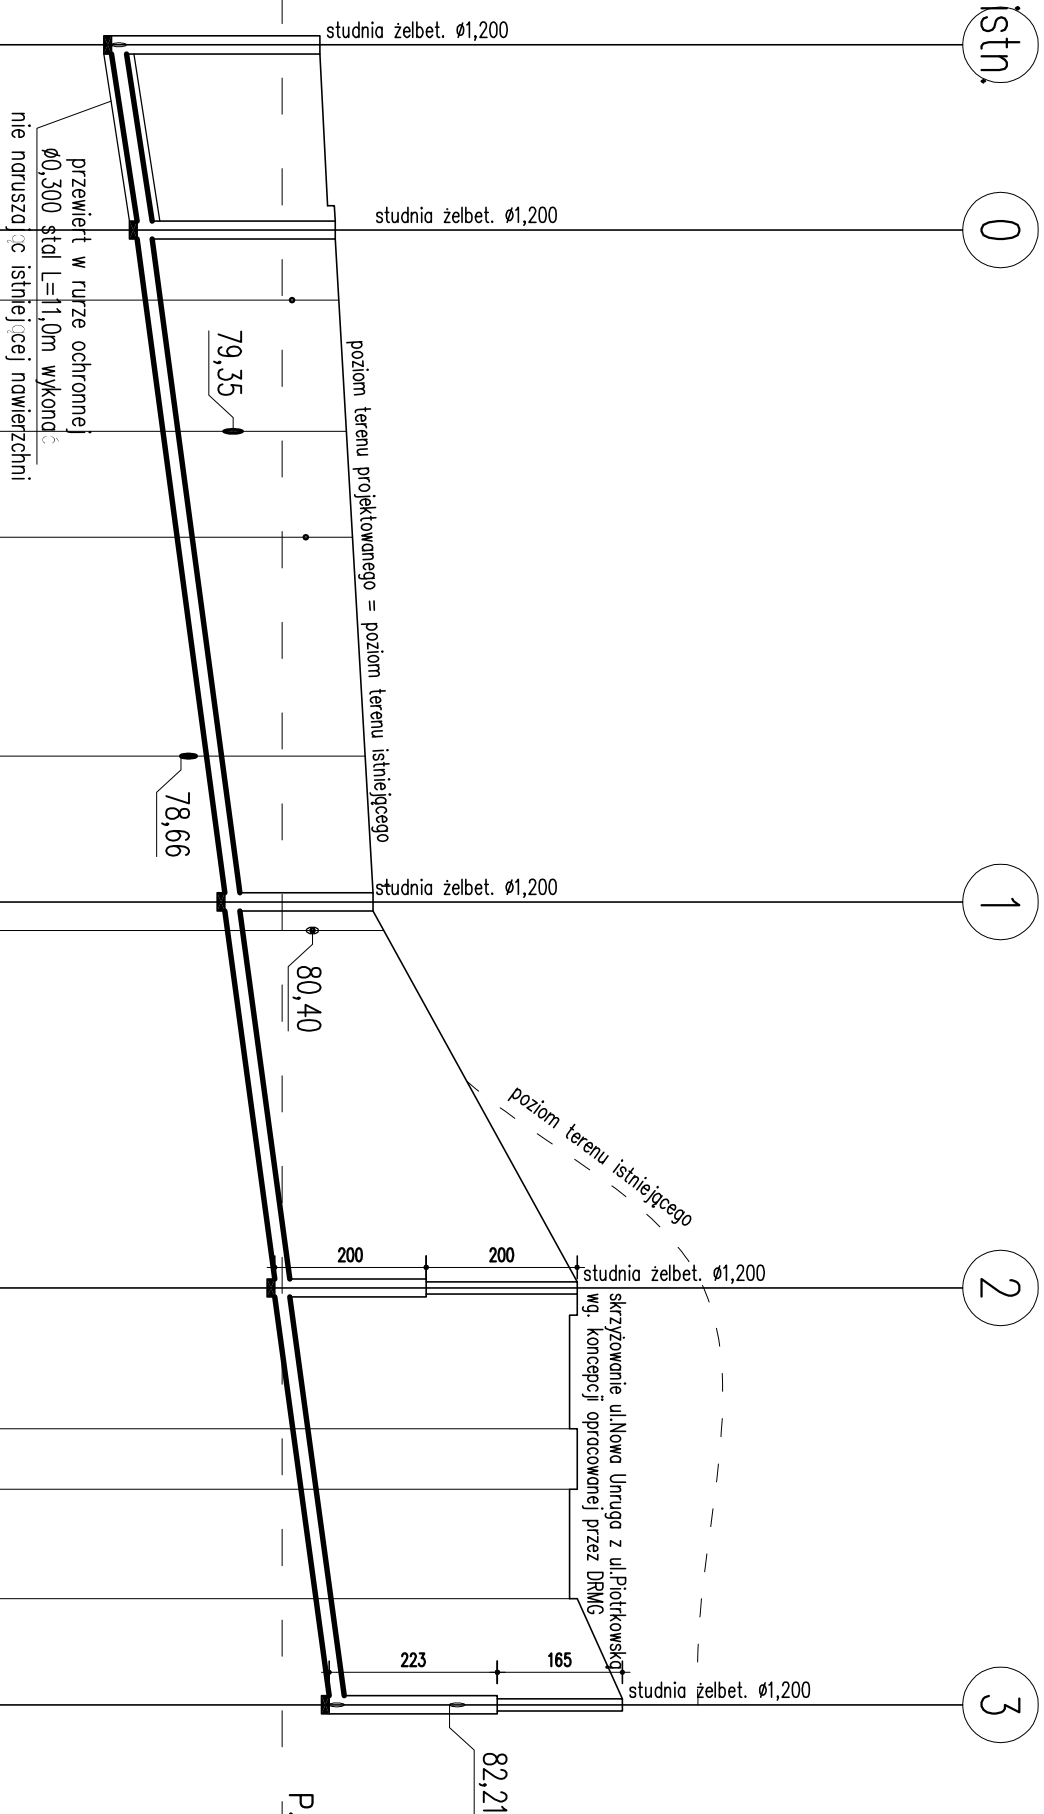 istn.
0
1
2
3
studnia żelbet. ø1,200
studnia żelbet. ø1,200
studnia żelbet. ø1,200
studnia żelbet. ø1,200
studnia żelbet. ø1,200
przewiert w rurze ochronnej
ø0,300 stal L=11,0m wykonać
nie naruszając istniejącej nawierzchni
79,35
poziom terenu projektowanego = poziom terenu istniejącego
78,66
80,40
poziom terenu istniejącego
200
200
skrzyżowanie ul.Nowa Unruga z ul.Piotrkowską
wg. koncepcji opracowanej przez DRMG
223
165
82,21
P.